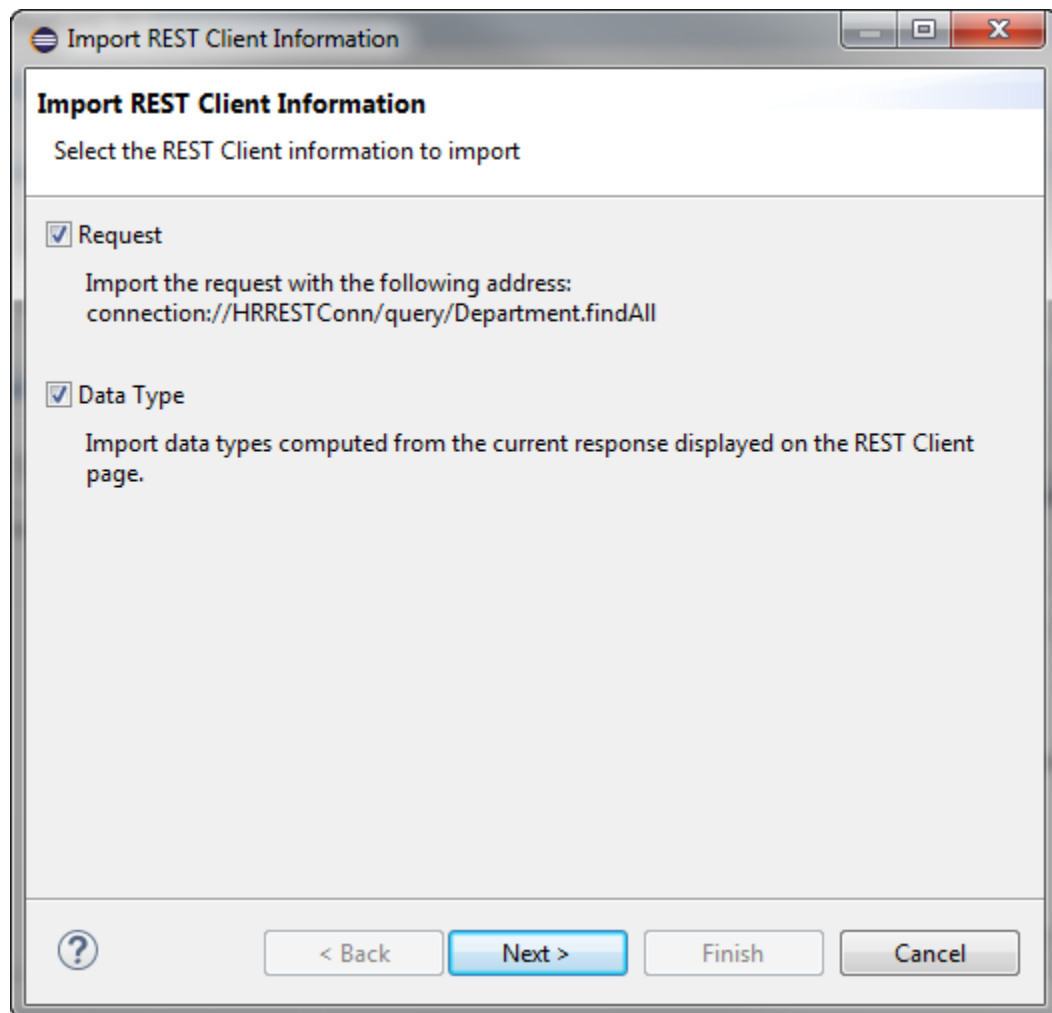 Import REST Client Information
Import REST Client Information
Select the REST Client information to import
Request
Import the request with the following address:
connection://HRRESTConn/query/Department.findAll
Data Type
Import data types computed from the current response displayed on the REST Client
page.
?
< Back
Next >
Finish
Cancel